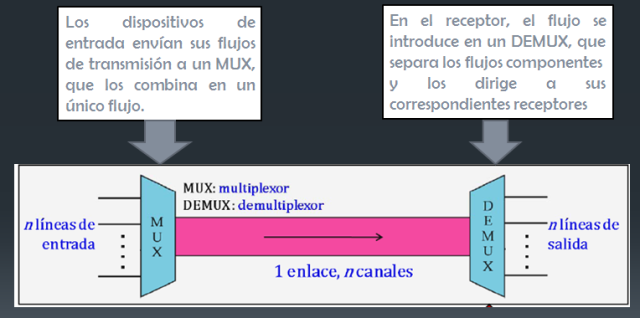 Los dispositivos de
entrada envían sus flujos
de transmisión a un MUX,
que los combina en un
único flujo.
En el receptor, el flujo se
introduce en un DEMUX, que
separa los flujos componentes
y los dirige a sus
correspondientes receptores
MUX: multiplexor
DEMUX: demultiplexor
n líneas de
entrada
MUX
1 enlace, n canales
DEMUX
n líneas de
salida